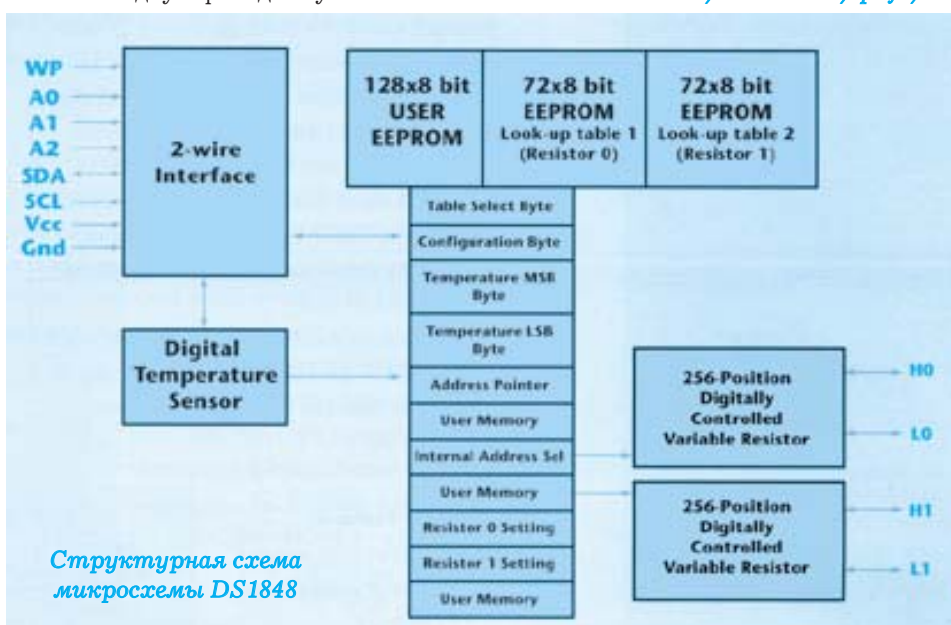 WP
A0
A1
A2
SDA
SCL
Vcc
Gnd
2-wire
Interface
128x8 bit
USER
EEPROM
72x8 bit
EEPROM
Look-up table 1
(Resistor 0)
72x8 bit
EEPROM
Look-up table 2
(Resistor 1)
Table Select Byte
Configuration Byte
Temperature MSB
Byte
Temperature LSB
Byte
Address Pointer
User Memory
Internal Address Sel
User Memory
Resistor 0 Setting
Resistor 1 Setting
User Memory
Digital
Temperature
Sensor
256-Position
Digitally
Controlled
Variable Resistor
H0
L0
256-Position
Digitally
Controlled
Variable Resistor
H1
L1
Структурная схема
микросхемы DS1848